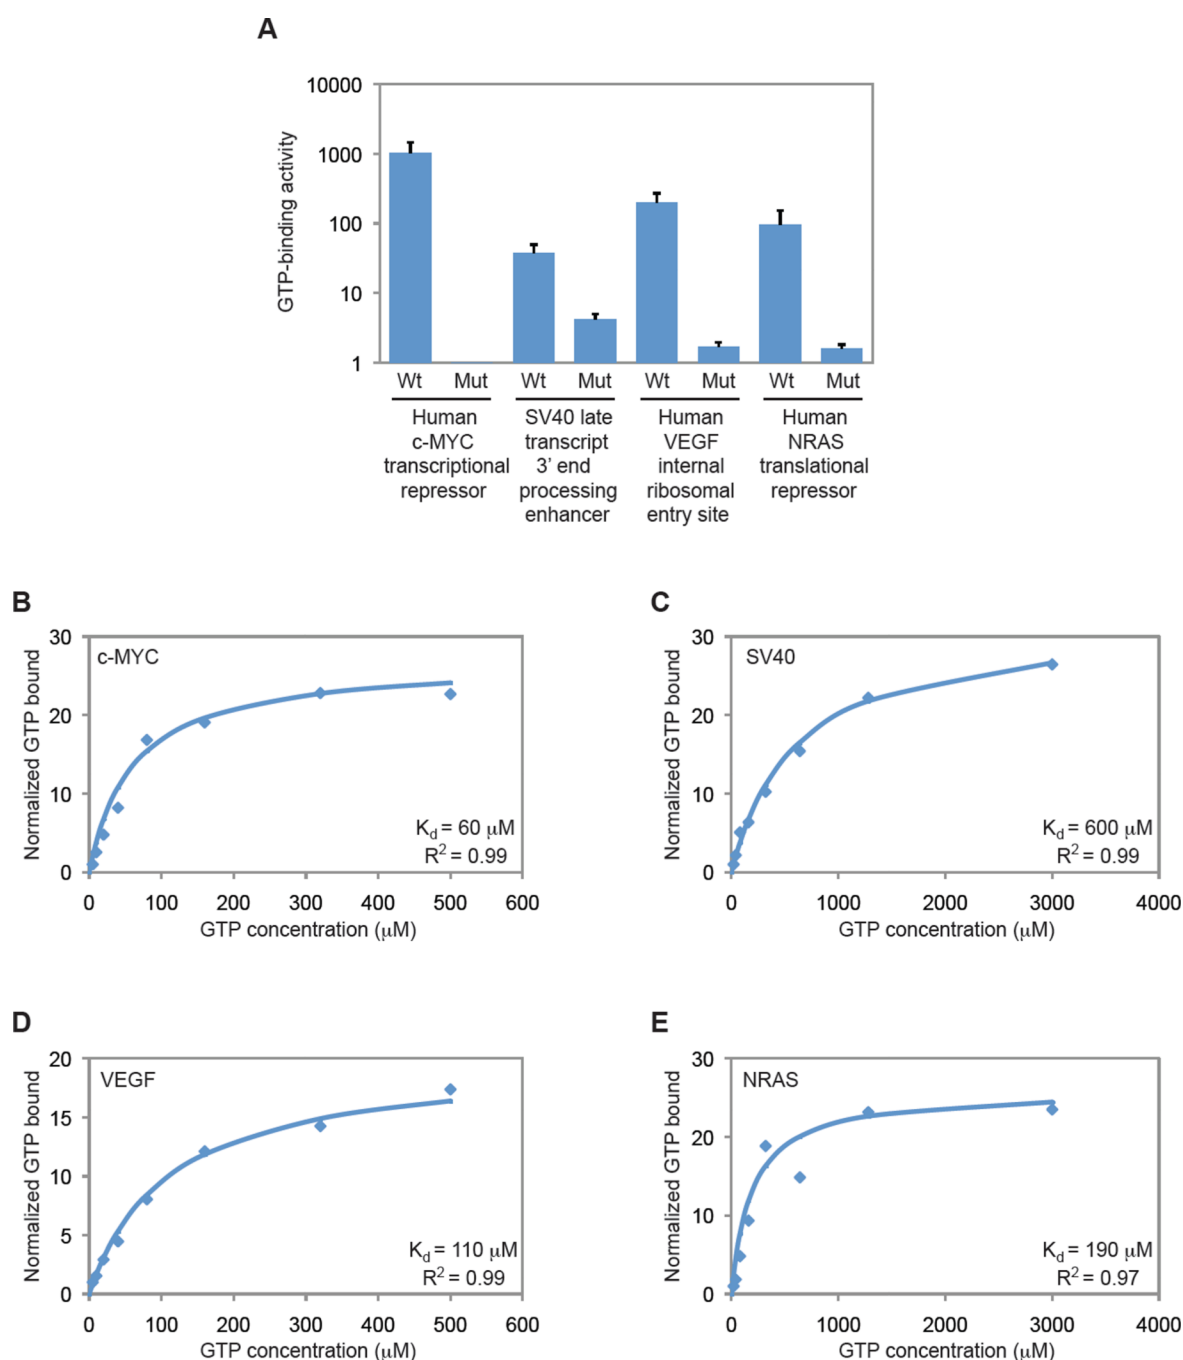 A
10000
1000
100
10
1
GTP-binding activity
Wt Mut Wt Mut Wt Mut Wt Mut
Human
c-MYC
transcriptional
repressor
SV40 late
transcript
3’ end
processing
enhancer
Human
VEGF
internal
ribosomal
entry site
Human
NRAS
translational
repressor
B
30
20
10
0
Normalized GTP bound
c-MYC
Kd = 60 μM
R2 = 0.99
0 100 200 300 400 500 600
GTP concentration (μM)
C
30
20
10
0
Normalized GTP bound
SV40
Kd = 600 μM
R2 = 0.99
0 1000 2000 3000 4000
GTP concentration (μM)
D
20
15
10
5
0
Normalized GTP bound
VEGF
Kd = 110 μM
R2 = 0.99
0 100 200 300 400 500 600
GTP concentration (μM)
E
30
20
10
0
Normalized GTP bound
NRAS
Kd = 190 μM
R2 = 0.97
0 1000 2000 3000 4000
GTP concentration (μM)